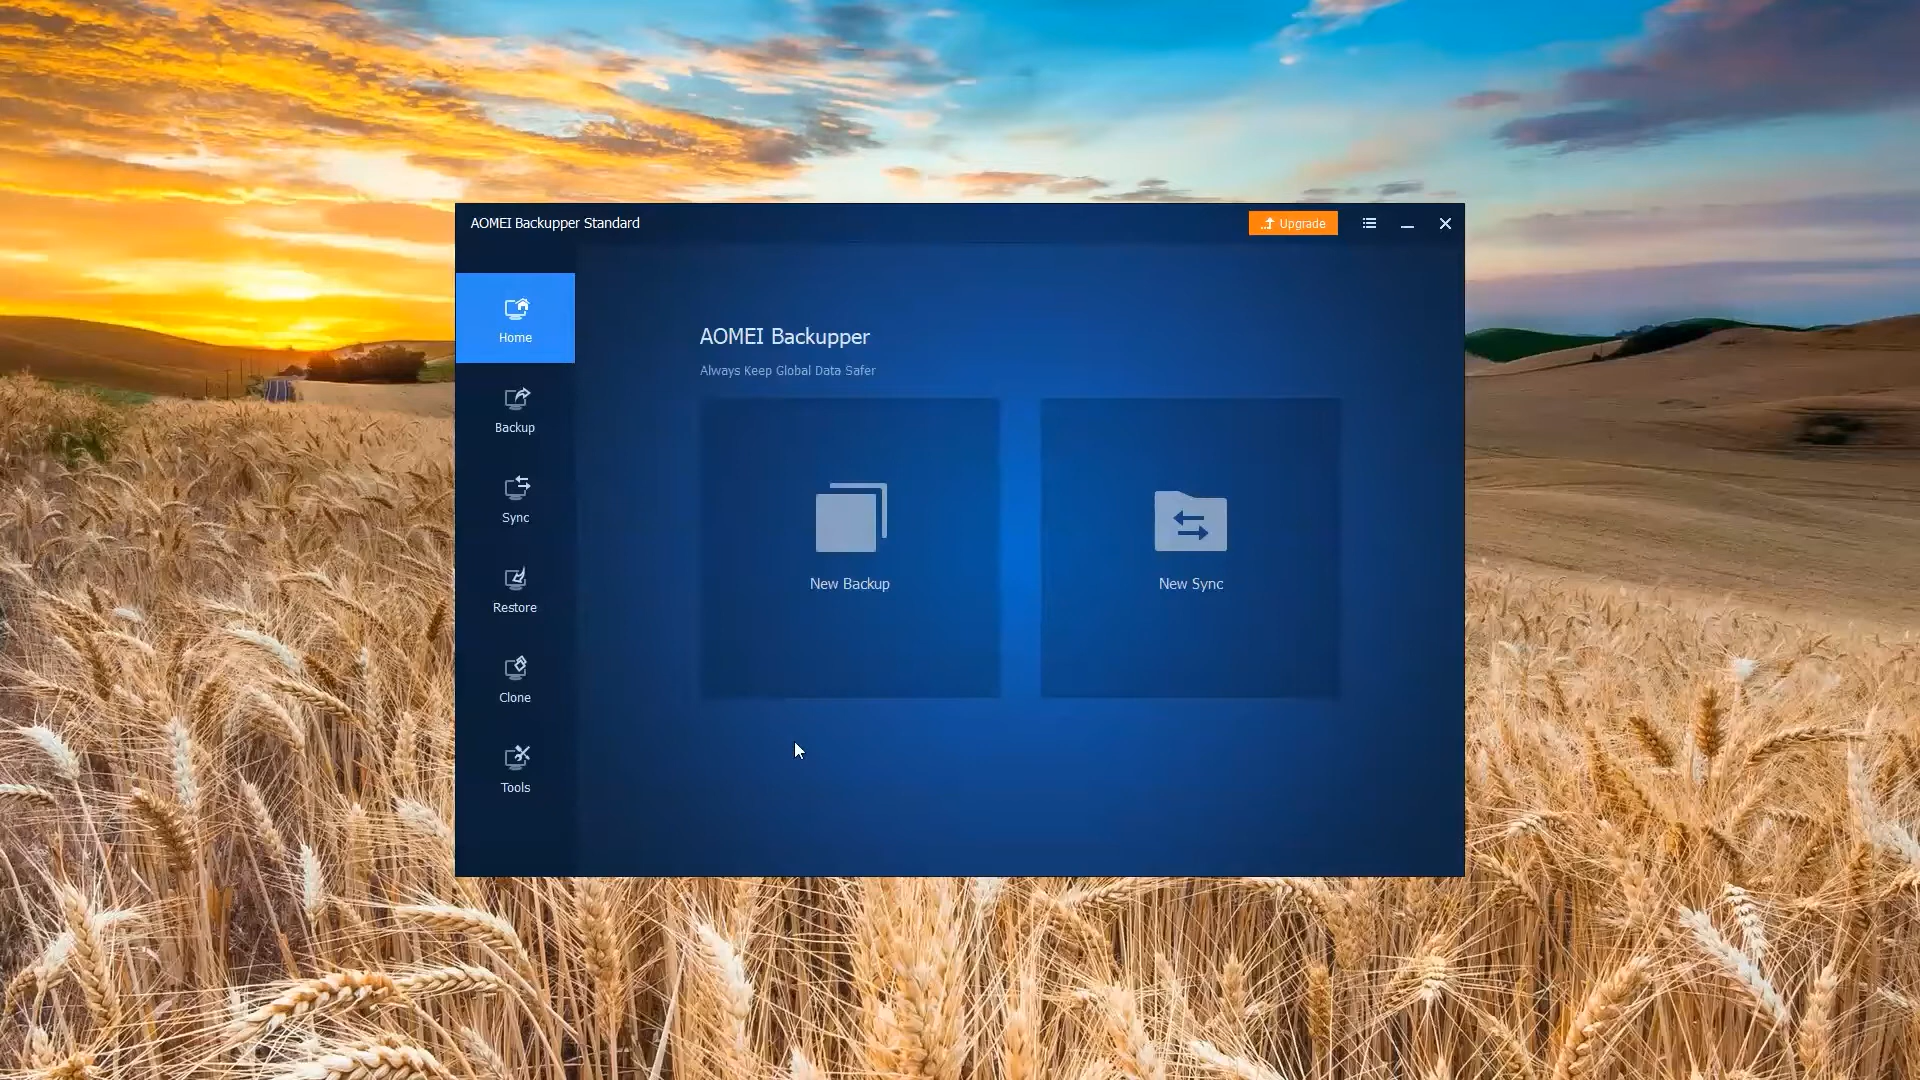 AOMEI Backupper Standard
Upgrade
Home
Backup
Sync
Restore
Clone
Tools
AOMEI Backupper
Always Keep Global Data Safer
New Backup
New Sync